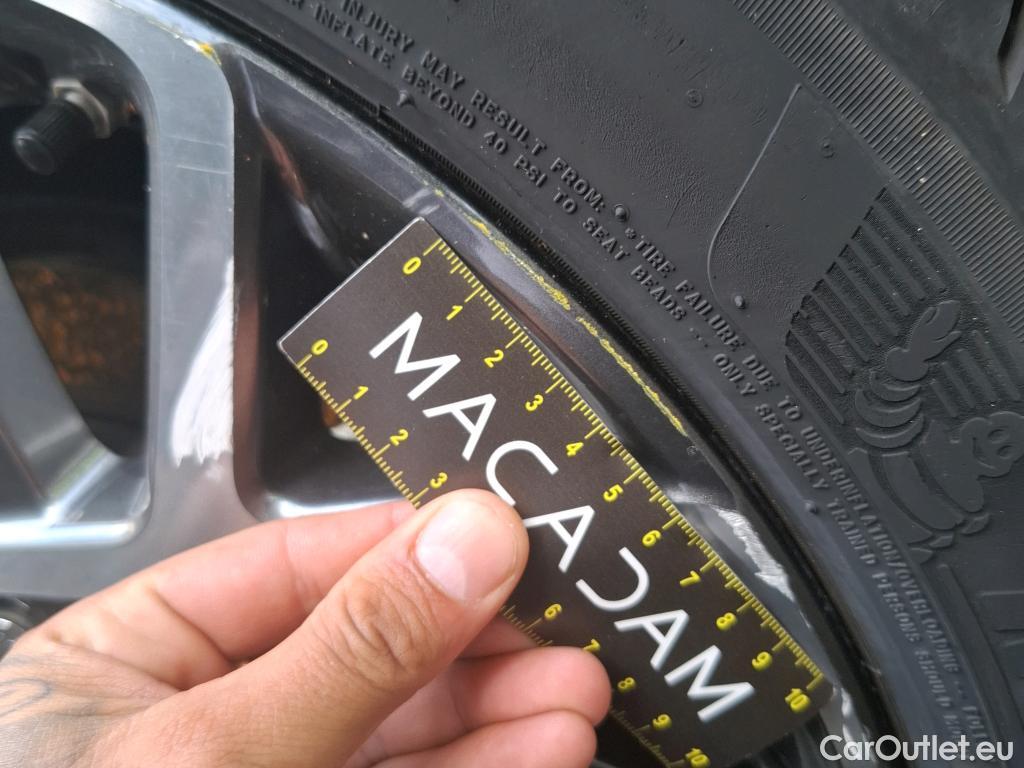 INJURY MAY RESULT FROM: • TIRE FAILURE DUE TO UNDERINFLATION/OVERLOADING
INFLATE BEYOND 40 PSI TO SEAT BEADS ... ONLY SPECIALLY TRAINED PERSONS SHOULD
0 1 2 3 4 5 6 7 8 9 10
MACADAM
0 1 2 3 6 7 8 9 10
CarOutlet.eu